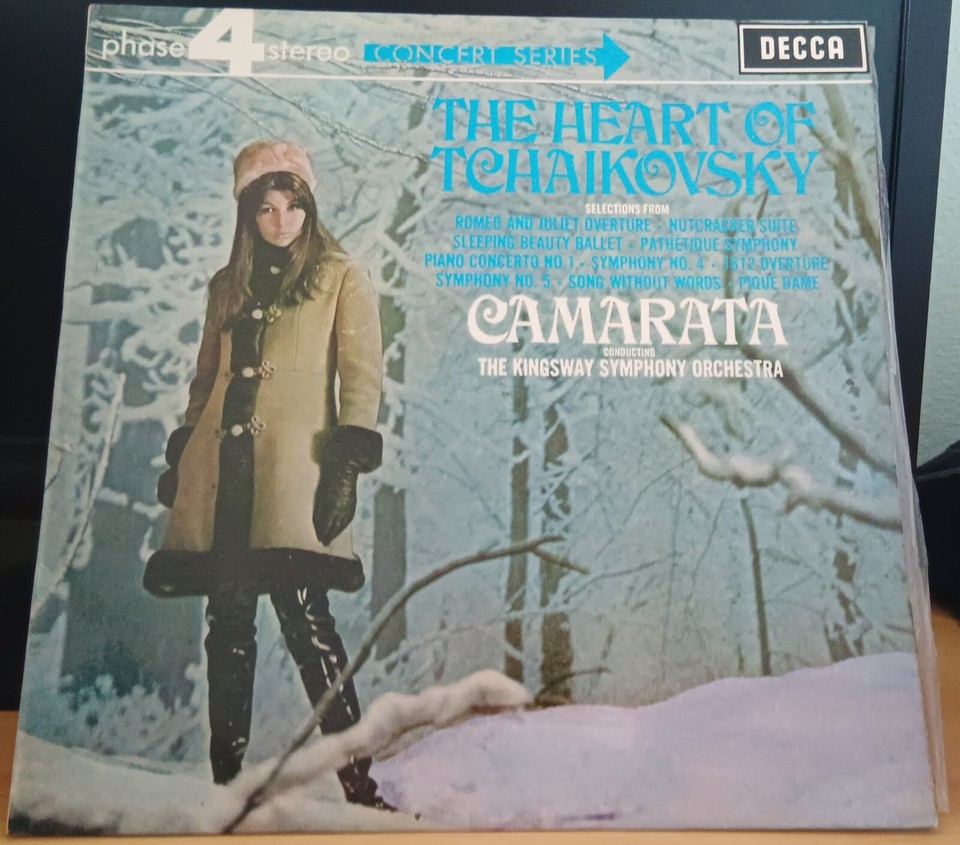 phase 4 stereo CONCERT SERIES
DECCA
THE HEART OF
TCHAIKOVSKY
SELECTIONS FROM
ROMEO AND JULIET OVERTURE · NUTCRACKER SUITE
SLEEPING BEAUTY BALLET · PATHETIQUE SYMPHONY
PIANO CONCERTO NO.1 · SYMPHONY NO. 4 · 1812 OVERTURE
SYMPHONY NO. 5 · SONG WITHOUT WORDS · PIQUE DAME
CAMARATA
CONDUCTING
THE KINGSWAY SYMPHONY ORCHESTRA